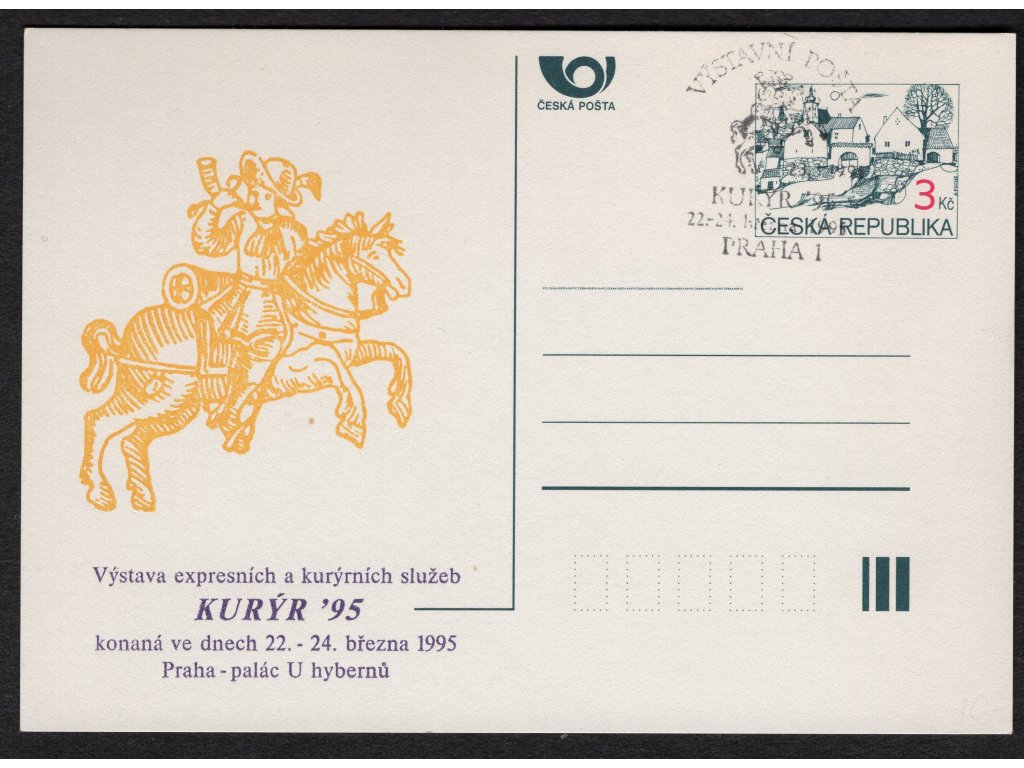 ČESKÁ POŠTA
VÝSTAVNÍ POŠTA
KURÝR '95
22.-24. 1995
PRAHA 1
3 Kč
ČESKÁ REPUBLIKA
Výstava expresních a kurýrních služeb
KURÝR '95
konaná ve dnech 22. - 24. března 1995
Praha - palác U hybernů